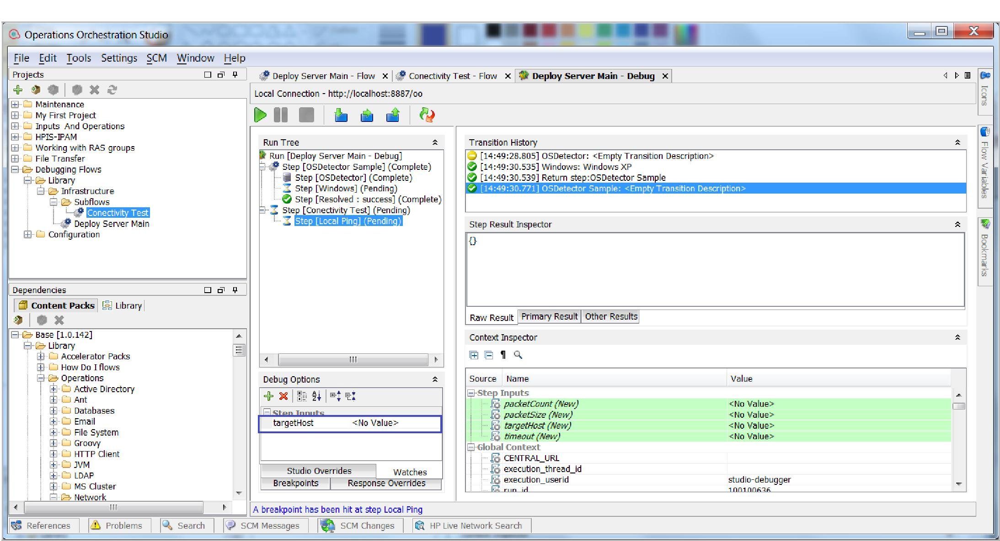 Operations Orchestration Studio
File Edit Tools Settings SCM Window Help
Projects
Maintenance
My First Project
Inputs And Operations
HPIS-IPAM
Working with RAS groups
File Transfer
Debugging Flows
Library
Infrastructure
Subflows
Conectivity Test
Deploy Server Main
Configuration
Dependencies
Content Packs Library
Base [1.0.142]
Library
Accelerator Packs
How Do I flows
Operations
Active Directory
Ant
Databases
Email
File System
Groovy
HTTP Client
JVM
LDAP
MS Cluster
Network
Deploy Server Main - Flow Conectivity Test - Flow Deploy Server Main - Debug
Local Connection - http://localhost:8887/oo
Run Tree
Run [Deploy Server Main - Debug]
Step [OSDetector Sample] (Complete)
Step [OSDetector] (Complete)
Step [Windows] (Pending)
Step [Resolved : success] (Complete)
Step [Conectivity Test] (Pending)
Step [Local Ping] (Pending)
Debug Options
Step Inputs
targetHost <No Value>
Studio Overrides Watches
Breakpoints Response Overrides
Transition History
[14:49:28.805] OSDetector: <Empty Transition Description>
[14:49:30.535] Windows: Windows XP
[14:49:30.539] Return step:OSDetector Sample
[14:49:30.771] OSDetector Sample: <Empty Transition Description>
Step Result Inspector
{}
Raw Result Primary Result Other Results
Context Inspector
Source Name Value
Step Inputs
packetCount (New) <No Value>
packetSize (New) <No Value>
targetHost (New) <No Value>
timeout (New) <No Value>
Global Context
CENTRAL_URL
execution_thread_id
execution_userid studio-debugger
run_id 100100636
Icons
Flow Variables
Bookmarks
A breakpoint has been hit at step Local Ping
References Problems Search SCM Messages SCM Changes HP Live Network Search